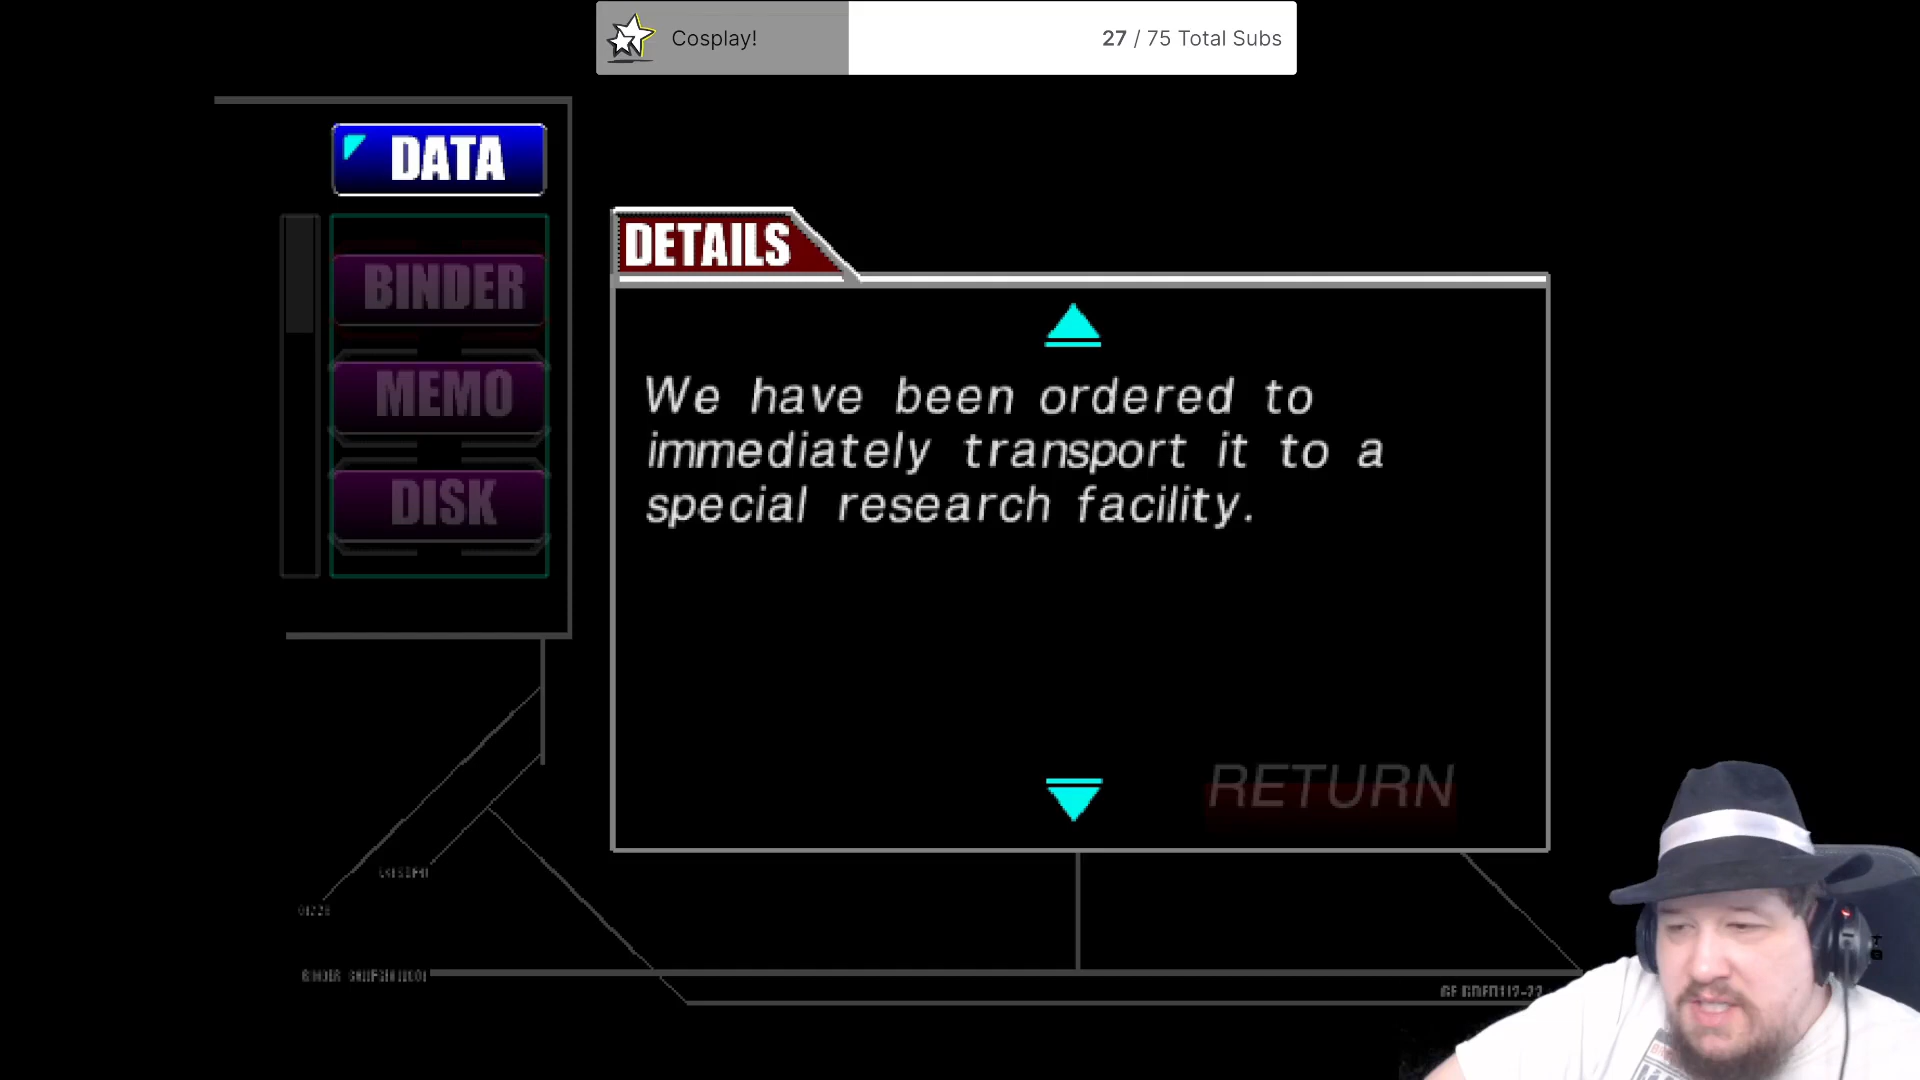 Cosplay!
27 / 75 Total Subs
DATA
BINDER
MEMO
DISK
DETAILS
We have been ordered to
immediately transport it to a
special research facility.
RETURN